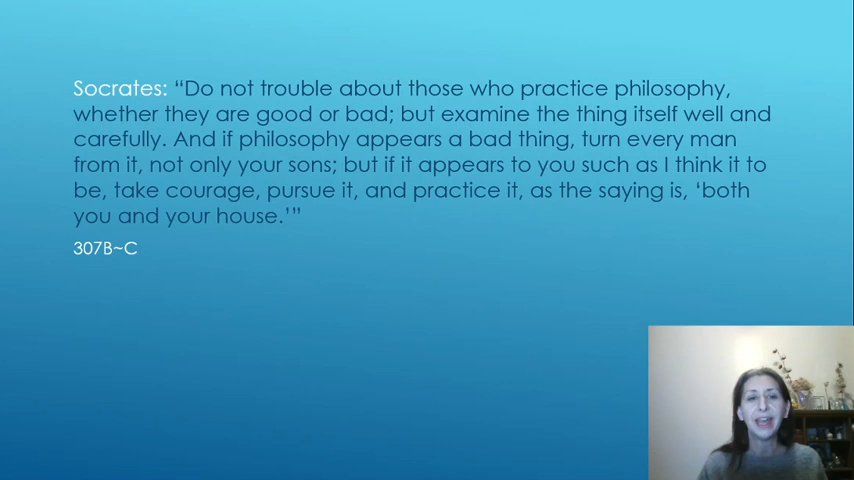 Socrates: “Do not trouble about those who practice philosophy,
whether they are good or bad; but examine the thing itself well and
carefully. And if philosophy appears a bad thing, turn every man
from it, not only your sons; but if it appears to you such as I think it to
be, take courage, pursue it, and practice it, as the saying is, ‘both
you and your house.’”
307B~C